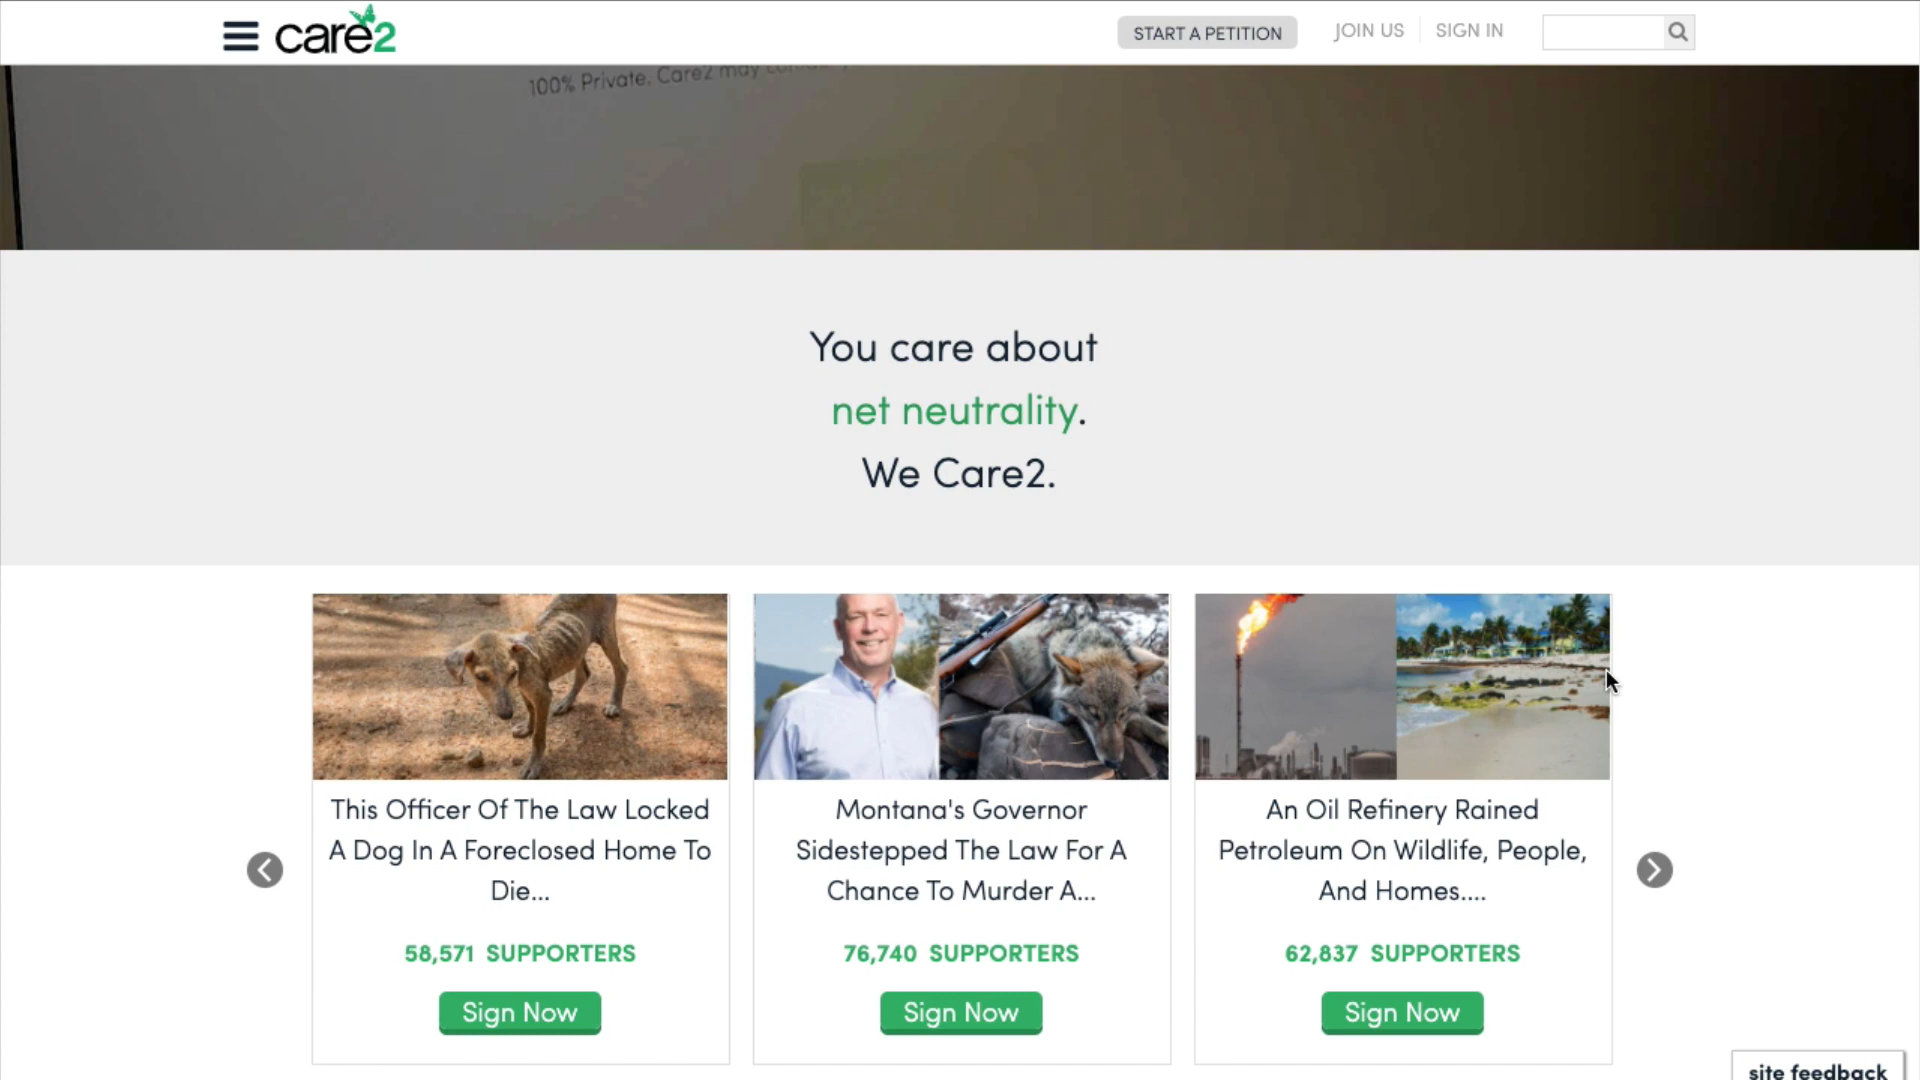 care2
START A PETITION
JOIN US
SIGN IN
100% Private. Care2 may
You care about
net neutrality.
We Care2.
This Officer Of The Law Locked
A Dog In A Foreclosed Home To
Die...
58,571 SUPPORTERS
Sign Now
Montana's Governor
Sidestepped The Law For A
Chance To Murder A...
76,740 SUPPORTERS
Sign Now
An Oil Refinery Rained
Petroleum On Wildlife, People,
And Homes....
62,837 SUPPORTERS
Sign Now
site feedback